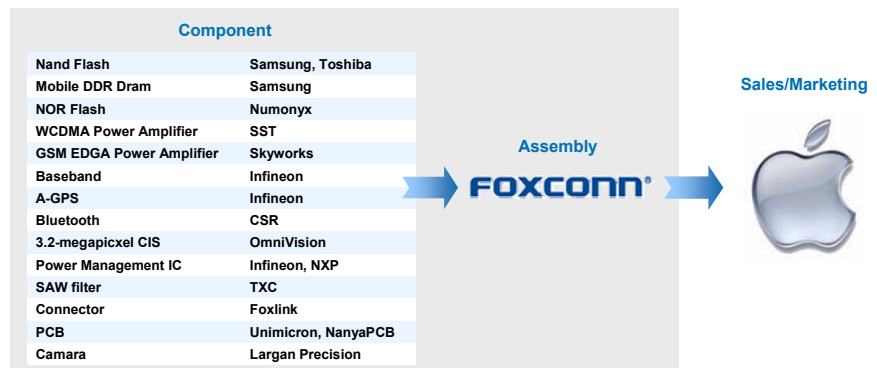 Component
Nand Flash Samsung, Toshiba
Mobile DDR Dram Samsung
NOR Flash Numonyx
WCDMA Power Amplifier SST
GSM EDGA Power Amplifier Skyworks
Baseband Infineon
A-GPS Infineon
Bluetooth CSR
3.2-megapicxel CIS OmniVision
Power Management IC Infineon, NXP
SAW filter TXC
Connector Foxlink
PCB Unimicron, NanyaPCB
Camara Largan Precision
Assembly
FOXCONN®
Sales/Marketing